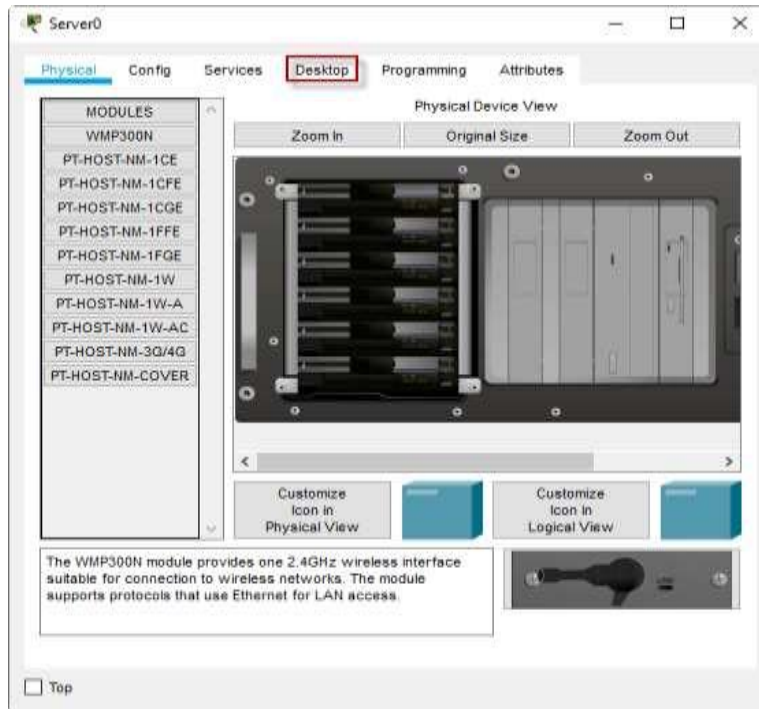 Server0
Physical Config Services Desktop Programming Attributes
MODULES
WMP300N
PT-HOST-NM-1CE
PT-HOST-NM-1CFE
PT-HOST-NM-1CGE
PT-HOST-NM-1FFE
PT-HOST-NM-1FGE
PT-HOST-NM-1W
PT-HOST-NM-1W-A
PT-HOST-NM-1W-AC
PT-HOST-NM-3G/4G
PT-HOST-NM-COVER
Physical Device View
Zoom In Original Size Zoom Out
Customize
Icon in
Physical View
Customize
Icon in
Logical View
The WMP300N module provides one 2.4GHz wireless interface
suitable for connection to wireless networks. The module
supports protocols that use Ethernet for LAN access.
Top